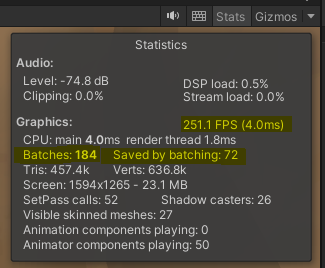 Stats Gizmos
Statistics
Audio:
Level: -74.8 dB DSP load: 0.5%
Clipping: 0.0% Stream load: 0.0%
Graphics: 251.1 FPS (4.0ms)
CPU: main 4.0ms render thread 1.8ms
Batches: 184 Saved by batching: 72
Tris: 457.4k Verts: 636.8k
Screen: 1594x1265 - 23.1 MB
SetPass calls: 52 Shadow casters: 26
Visible skinned meshes: 27
Animation components playing: 0
Animator components playing: 50